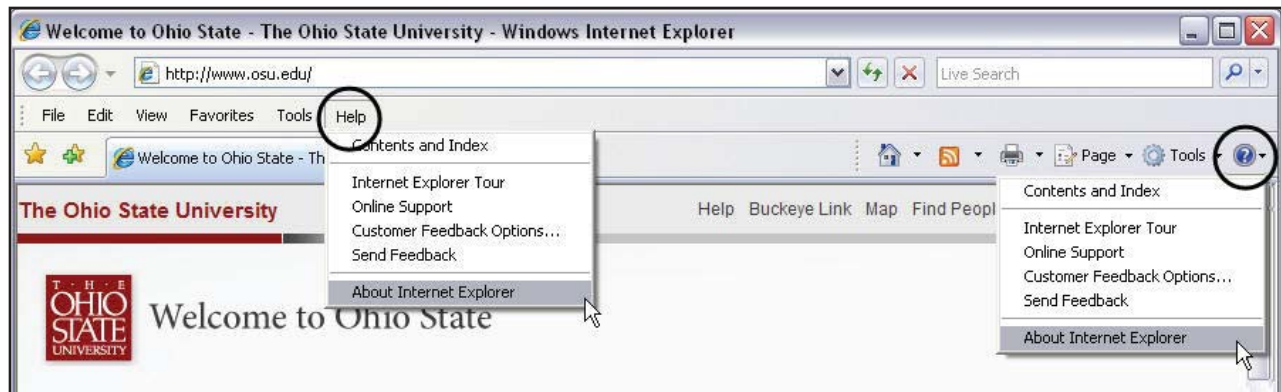 Welcome to Ohio State - The Ohio State University - Windows Internet Explorer
http://www.osu.edu/
Live Search
File Edit View Favorites Tools Help
Welcome to Ohio State - Th
Page Tools
Contents and Index
Internet Explorer Tour
Online Support
Customer Feedback Options...
Send Feedback
About Internet Explorer
Contents and Index
Internet Explorer Tour
Online Support
Customer Feedback Options...
Send Feedback
About Internet Explorer
The Ohio State University
Help Buckeye Link Map Find Peopl
T · H · E
OHIO
STATE
UNIVERSITY
Welcome to Ohio State